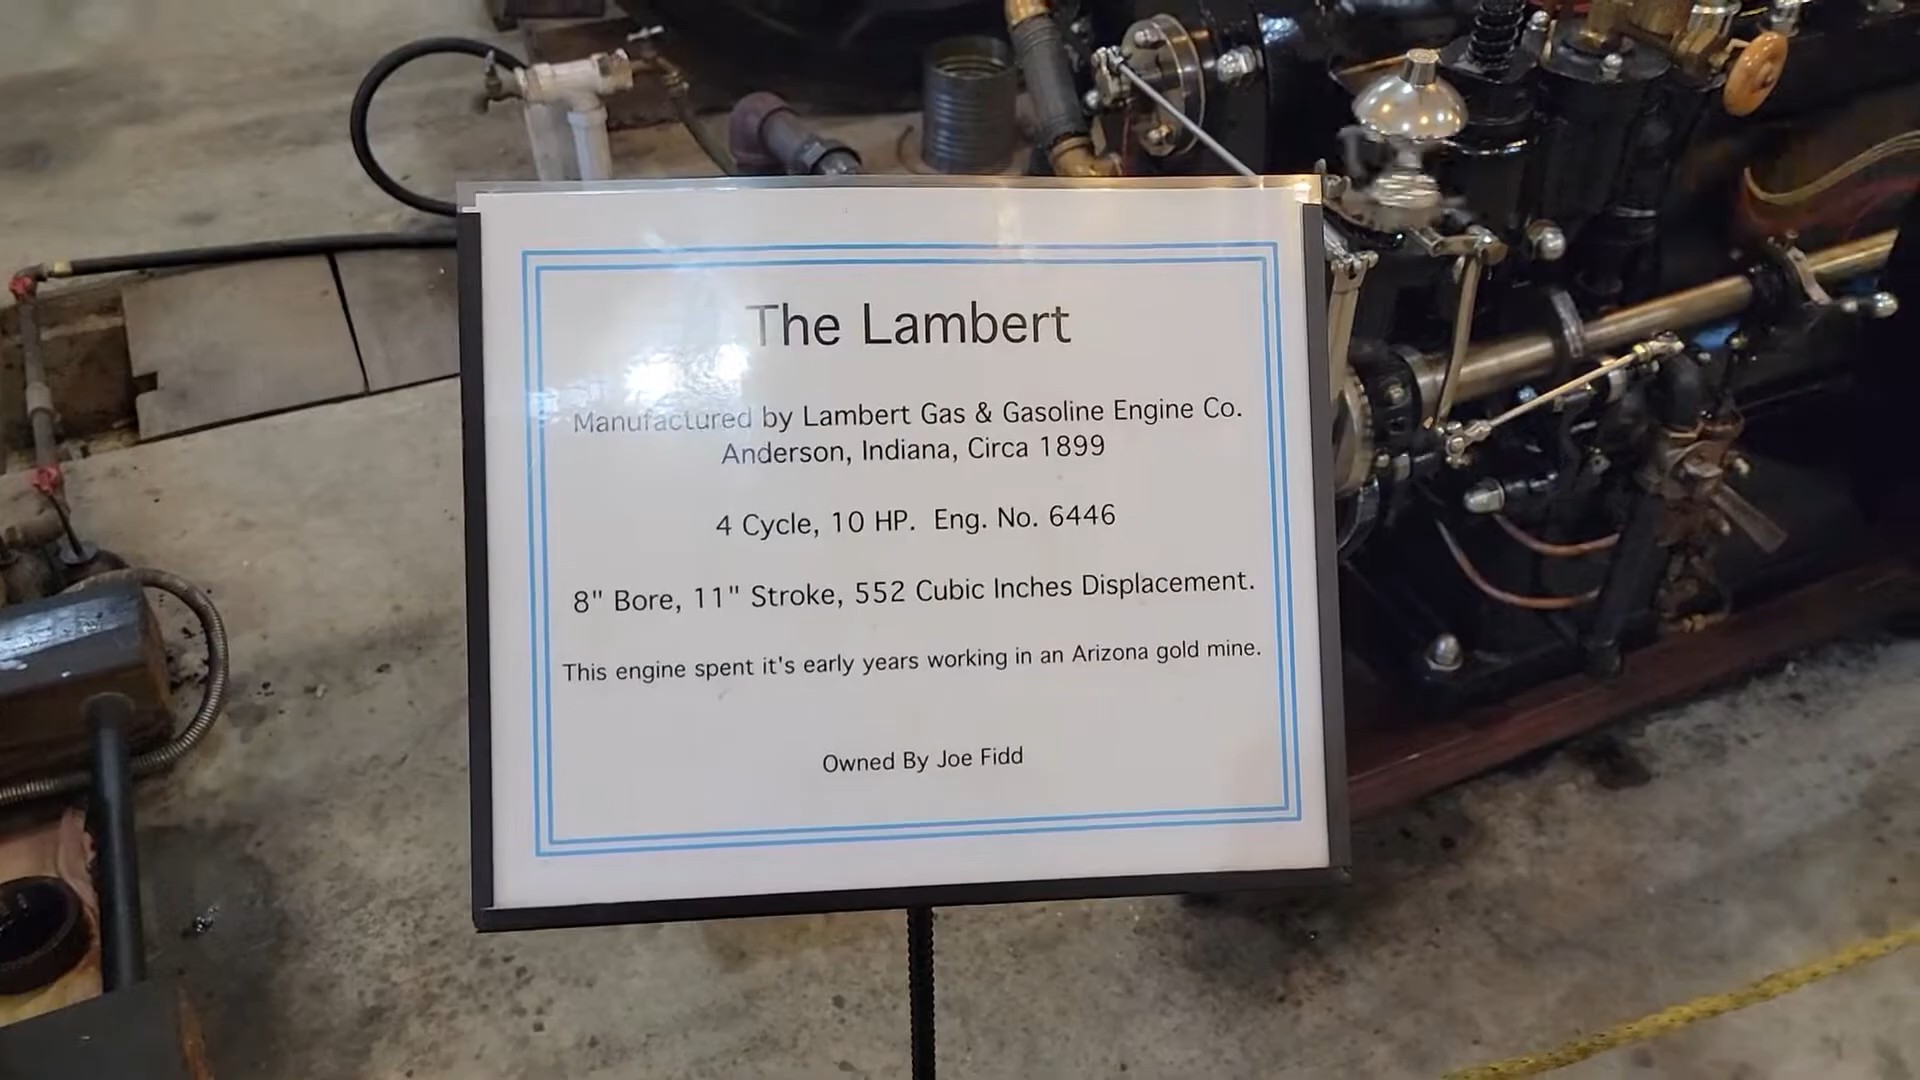 The Lambert
Manufactured by Lambert Gas & Gasoline Engine Co.
Anderson, Indiana, Circa 1899
4 Cycle, 10 HP. Eng. No. 6446
8" Bore, 11" Stroke, 552 Cubic Inches Displacement.
This engine spent it's early years working in an Arizona gold mine.
Owned By Joe Fidd